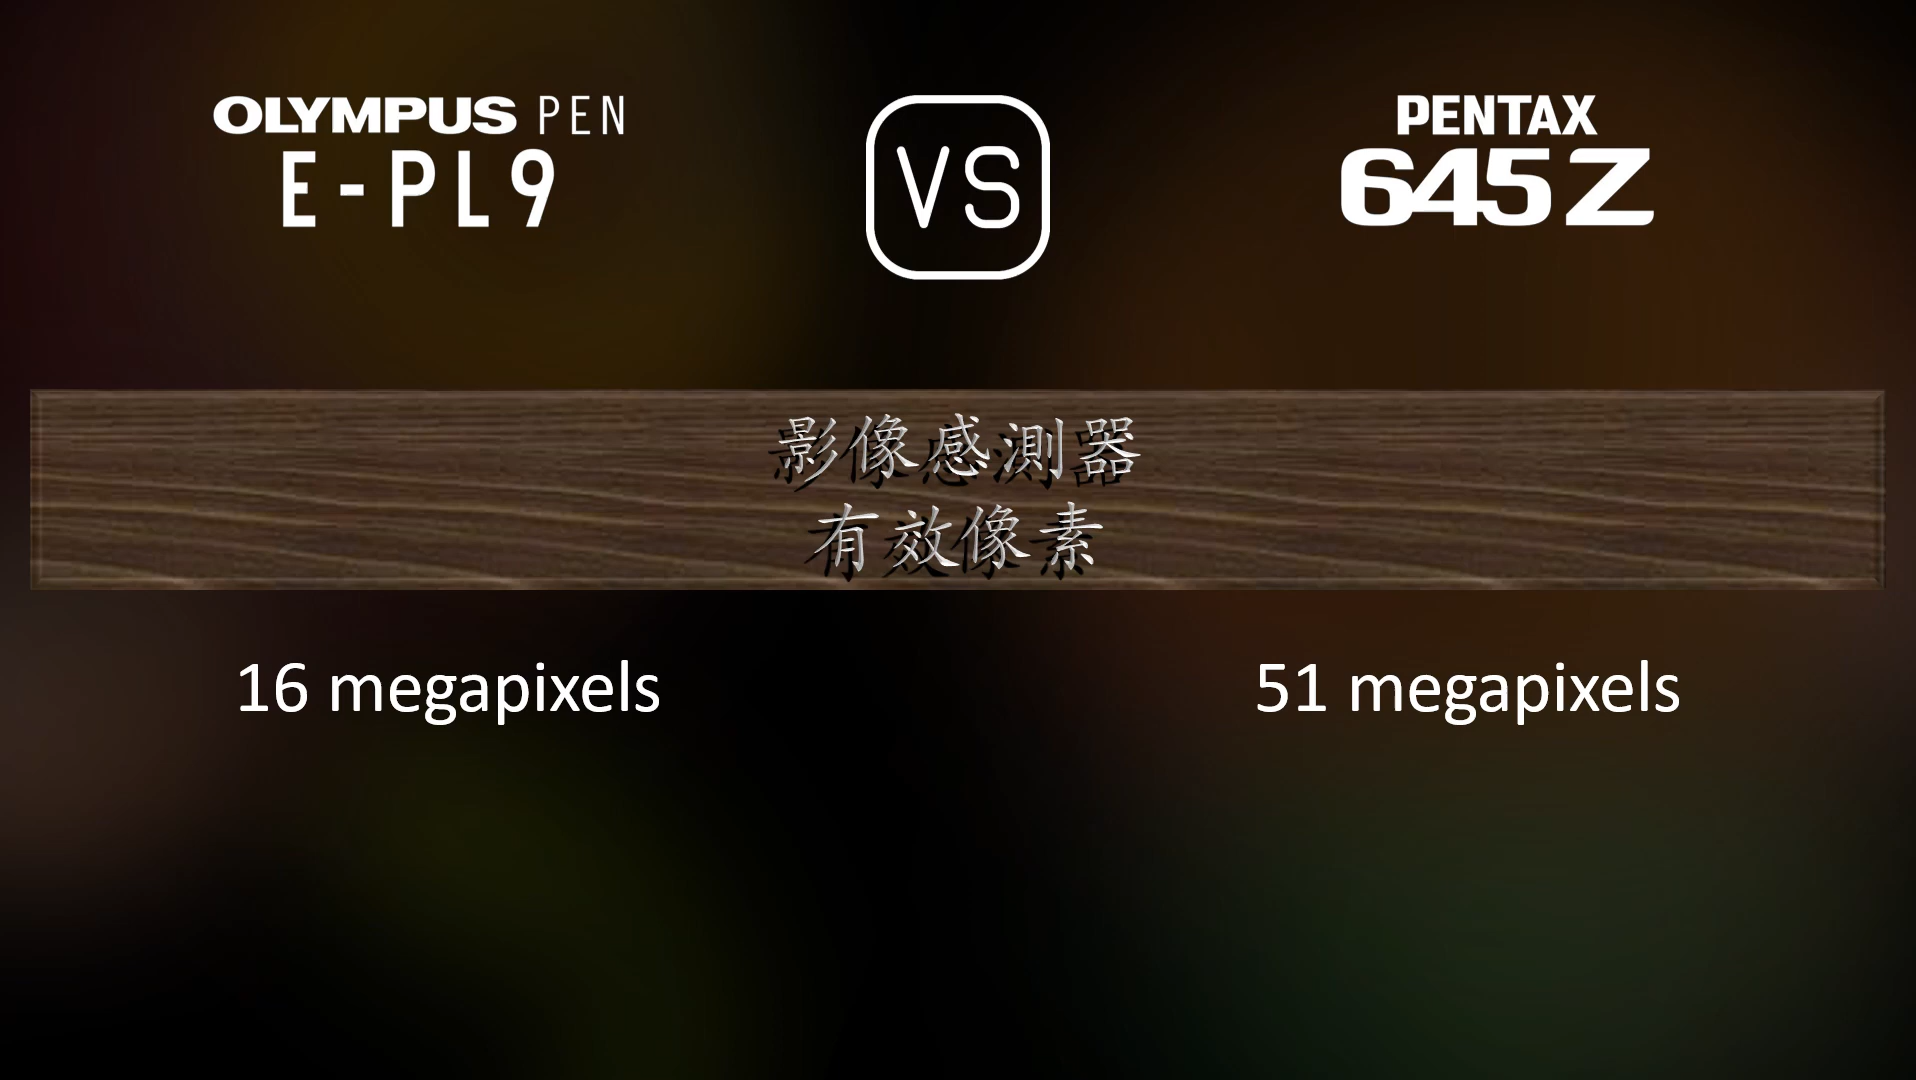 OLYMPUS PEN
E-PL9
VS
PENTAX
645Z
影像感測器
有效像素
16 megapixels
51 megapixels